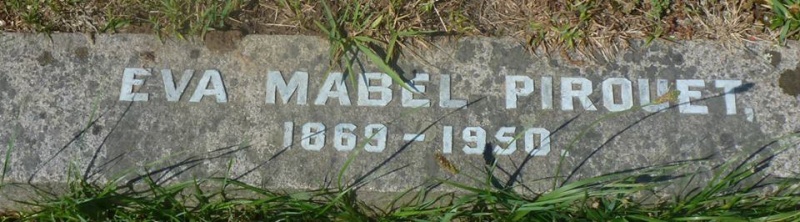 EVA MABEL PIROUET,
1869-1950.